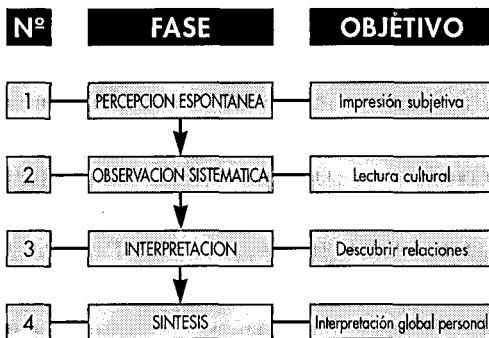 Nº FASE OBJETIVO
1 PERCEPCION ESPONTANEA Impresión subjetiva
2 OBSERVACION SISTEMATICA Lectura cultural
3 INTERPRETACION Descubrir relaciones
4 SINTESIS Interpretación global personal